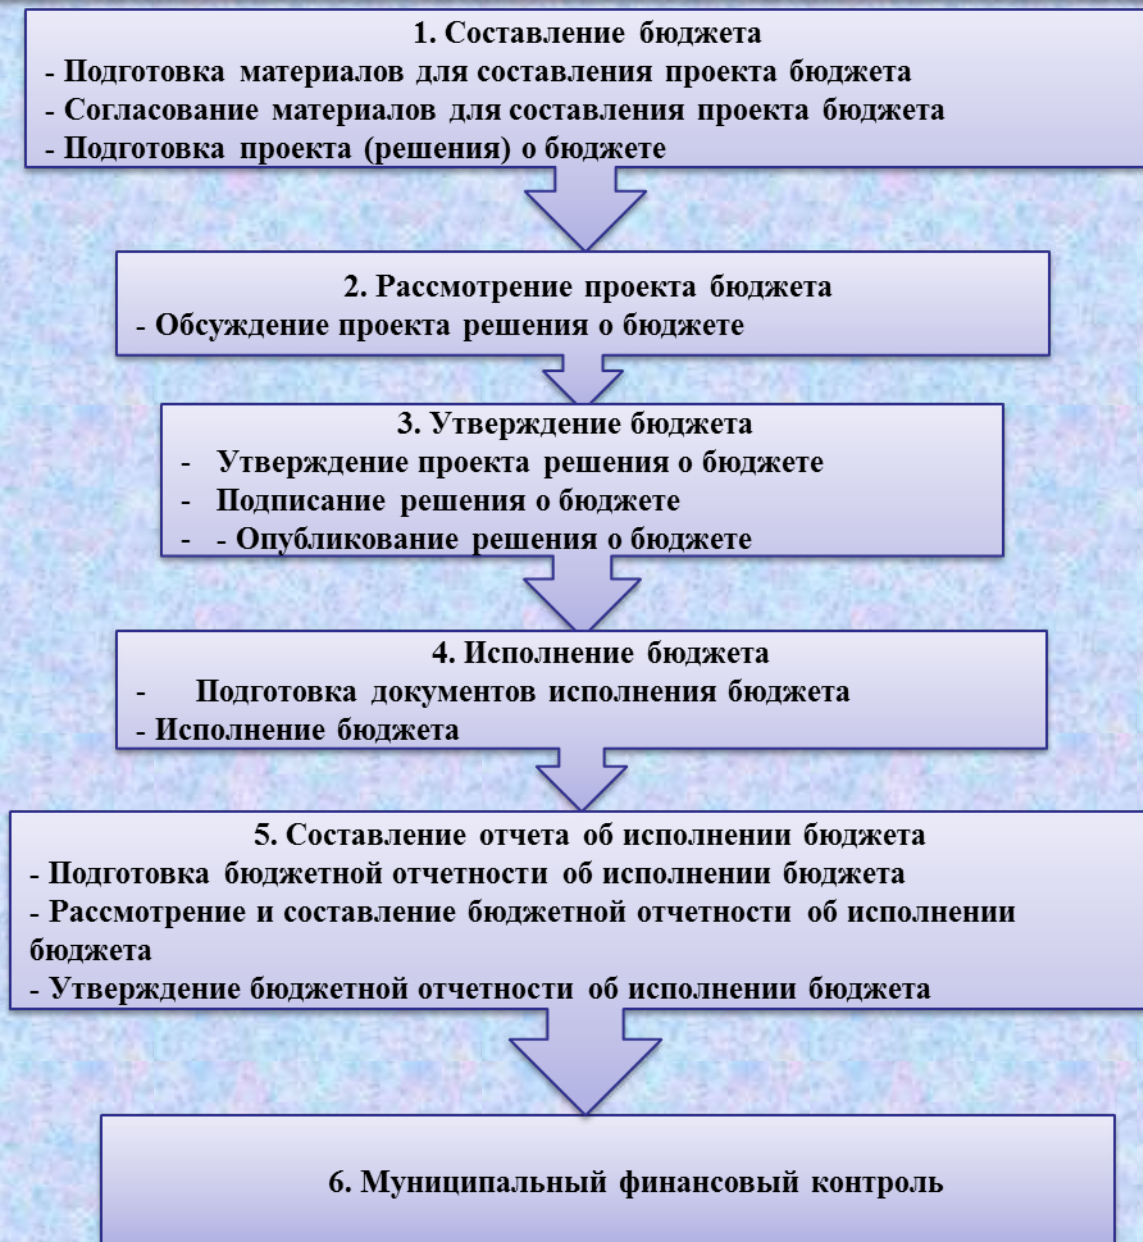 1. Составление бюджета
- Подготовка материалов для составления проекта бюджета
- Согласование материалов для составления проекта бюджета
- Подготовка проекта (решения) о бюджете
2. Рассмотрение проекта бюджета
- Обсуждение проекта решения о бюджете
3. Утверждение бюджета
- Утверждение проекта решения о бюджете
- Подписание решения о бюджете
- - Опубликование решения о бюджете
4. Исполнение бюджета
- Подготовка документов исполнения бюджета
- Исполнение бюджета
5. Составление отчета об исполнении бюджета
- Подготовка бюджетной отчетности об исполнении бюджета
- Рассмотрение и составление бюджетной отчетности об исполнении
бюджета
- Утверждение бюджетной отчетности об исполнении бюджета
6. Муниципальный финансовый контроль